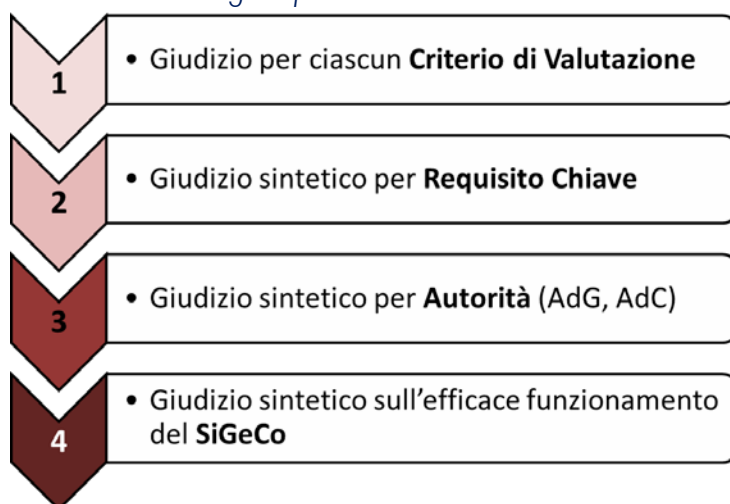 1
• Giudizio per ciascun Criterio di Valutazione
2
• Giudizio sintetico per Requisito Chiave
3
• Giudizio sintetico per Autorità (AdG, AdC)
4
• Giudizio sintetico sull'efficace funzionamento
del SiGeCo